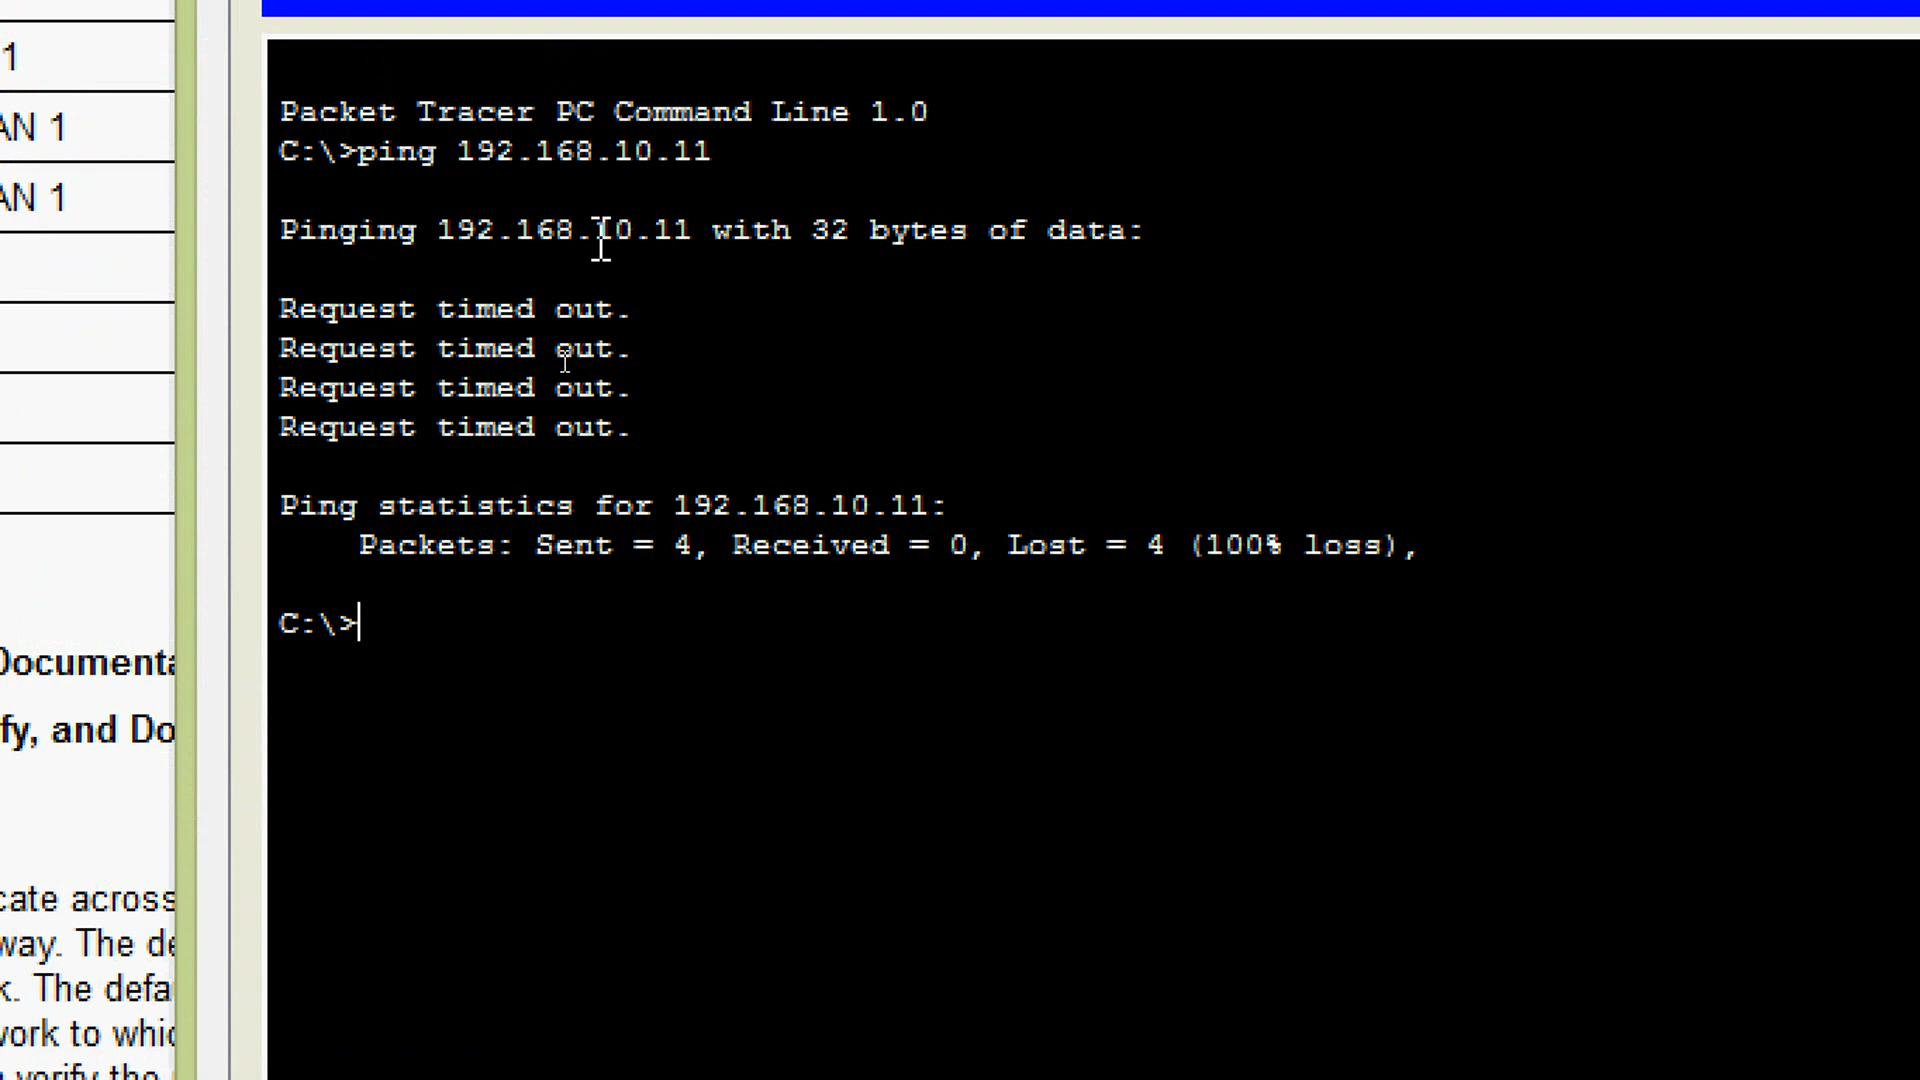 1
AN 1
AN 1
Documenta
fy, and Do
cate across
way. The de
k. The defa
work to whic
verify the
Packet Tracer PC Command Line 1.0
C:\>ping 192.168.10.11
Pinging 192.168.10.11 with 32 bytes of data:
Request timed out.
Request timed out.
Request timed out.
Request timed out.
Ping statistics for 192.168.10.11:
Packets: Sent = 4, Received = 0, Lost = 4 (100% loss),
C:\>